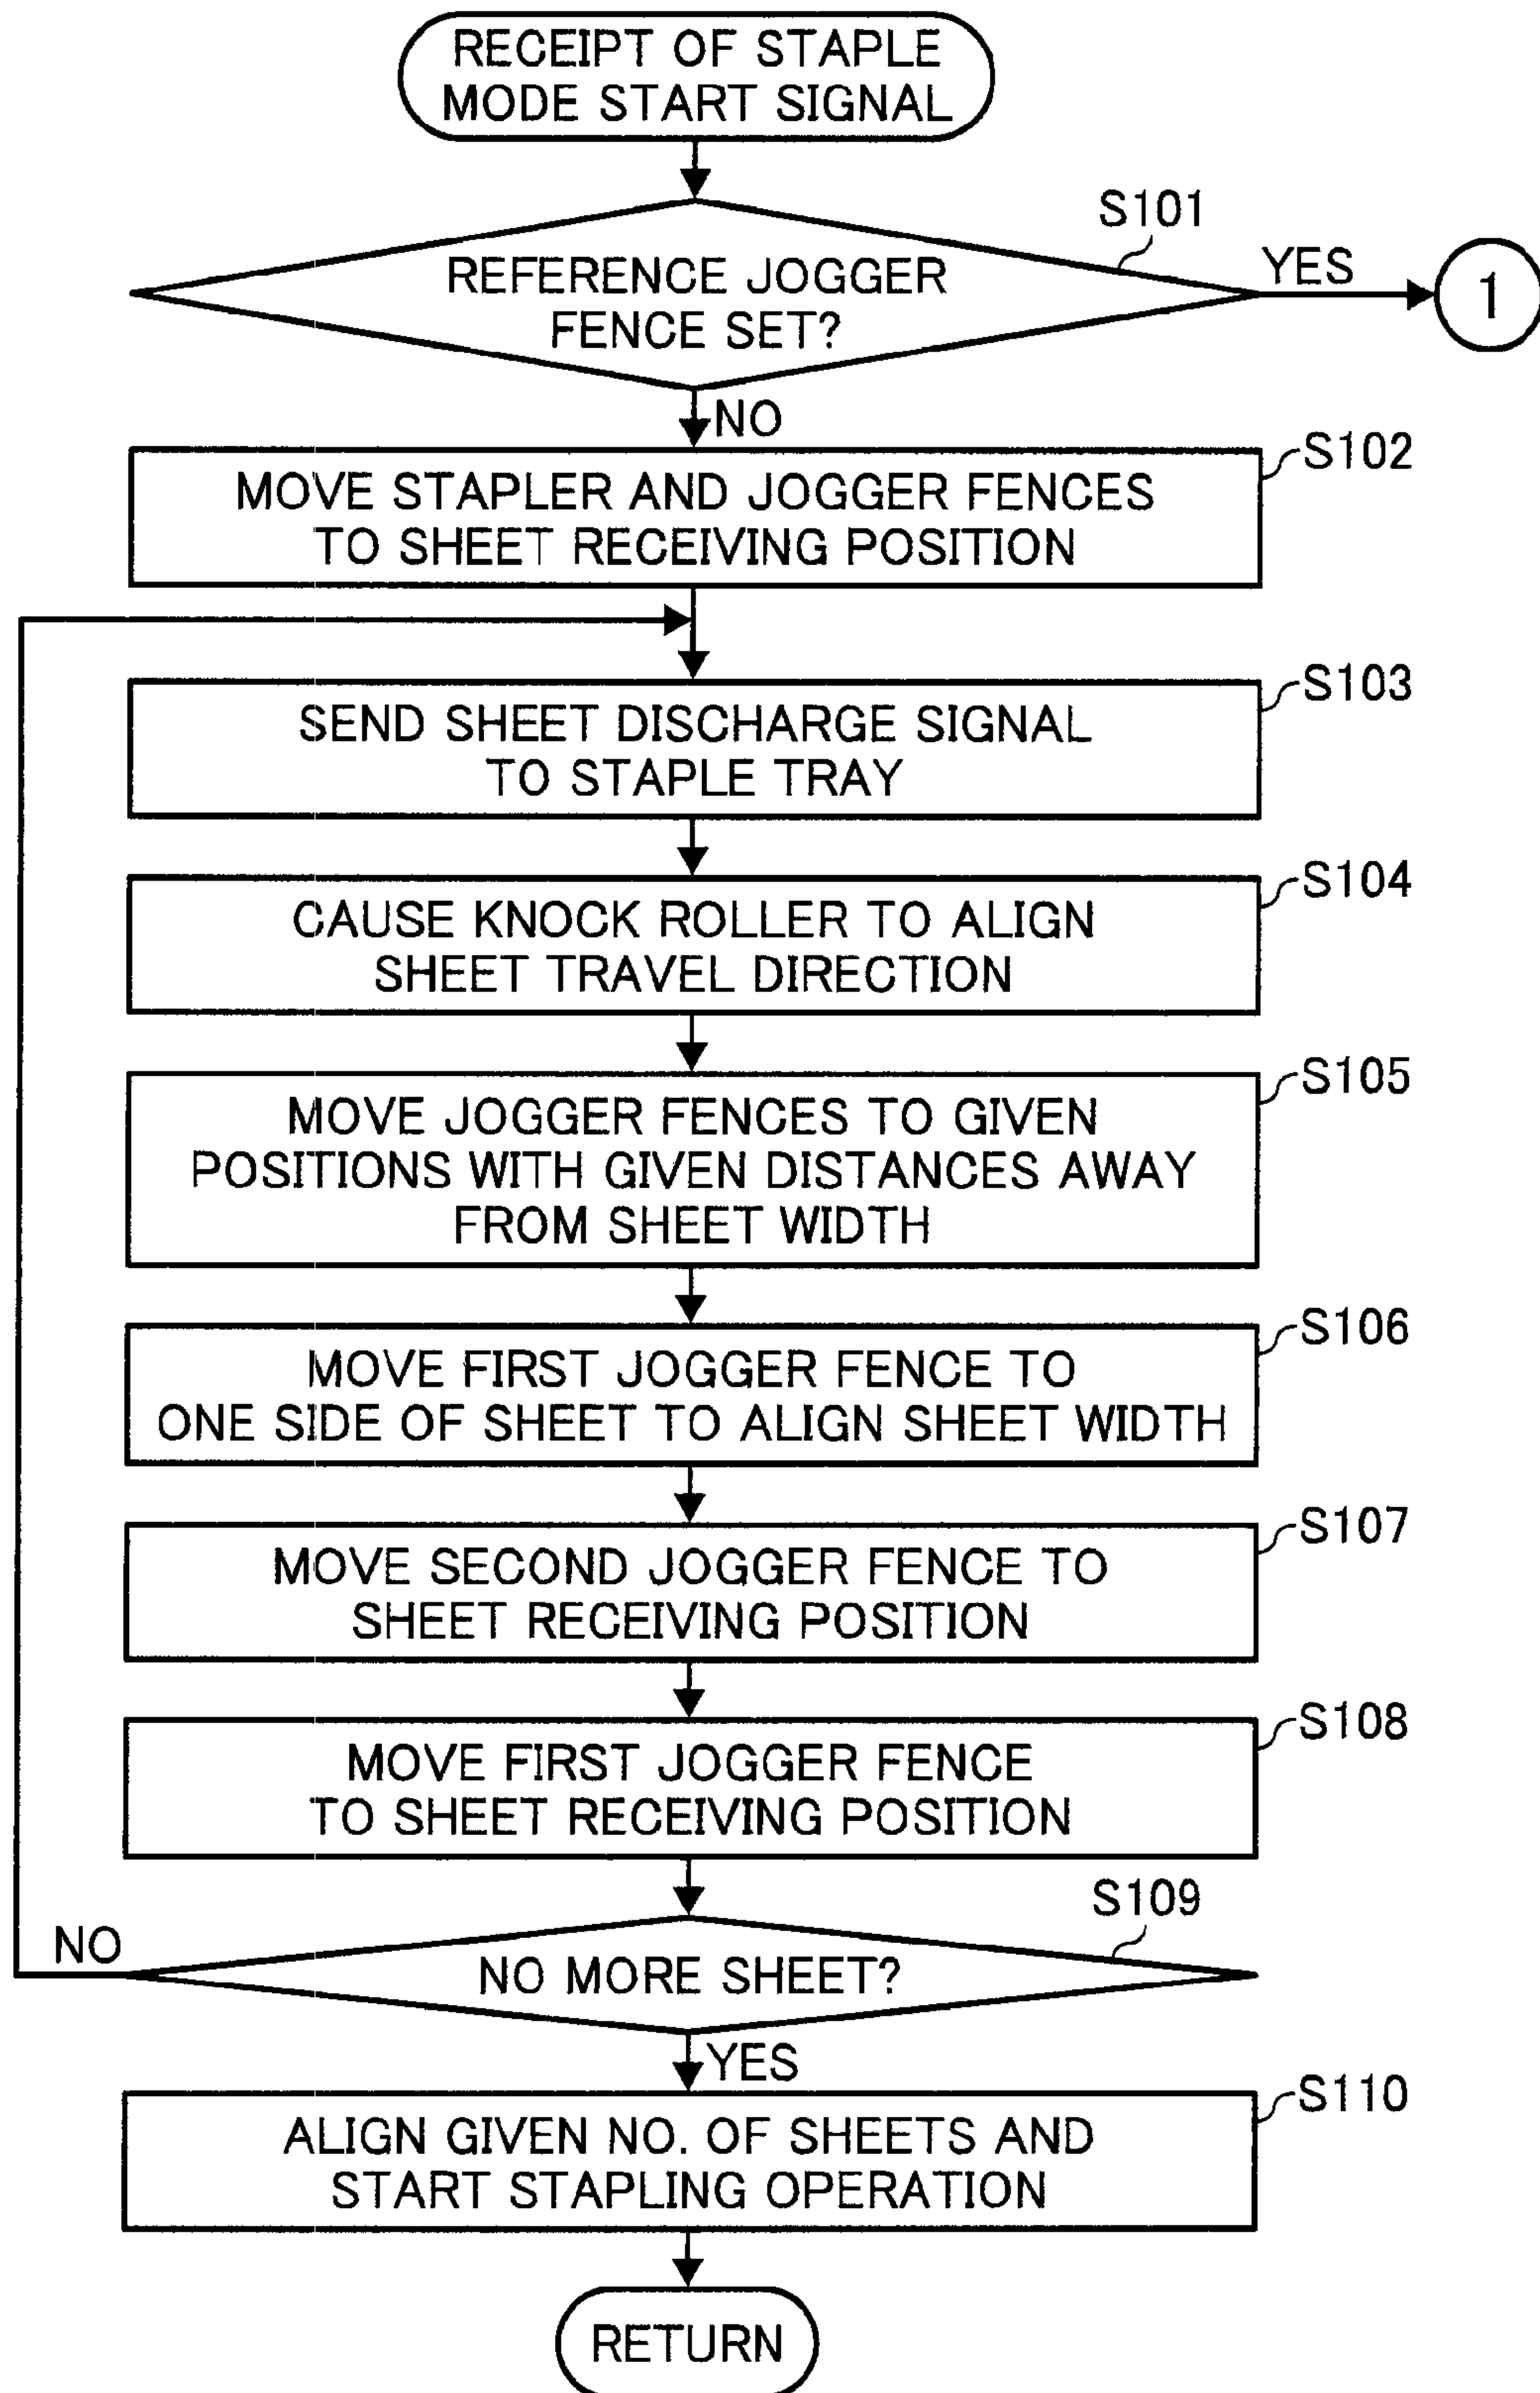 RECEIPT OF STAPLE
MODE START SIGNAL
S101
REFERENCE JOGGER
FENCE SET?
YES
1
NO
S102
MOVE STAPLER AND JOGGER FENCES
TO SHEET RECEIVING POSITION
S103
SEND SHEET DISCHARGE SIGNAL
TO STAPLE TRAY
S104
CAUSE KNOCK ROLLER TO ALIGN
SHEET TRAVEL DIRECTION
S105
MOVE JOGGER FENCES TO GIVEN
POSITIONS WITH GIVEN DISTANCES AWAY
FROM SHEET WIDTH
S106
MOVE FIRST JOGGER FENCE TO
ONE SIDE OF SHEET TO ALIGN SHEET WIDTH
S107
MOVE SECOND JOGGER FENCE TO
SHEET RECEIVING POSITION
S108
MOVE FIRST JOGGER FENCE
TO SHEET RECEIVING POSITION
S109
NO
NO MORE SHEET?
YES
S110
ALIGN GIVEN NO. OF SHEETS AND
START STAPLING OPERATION
RETURN